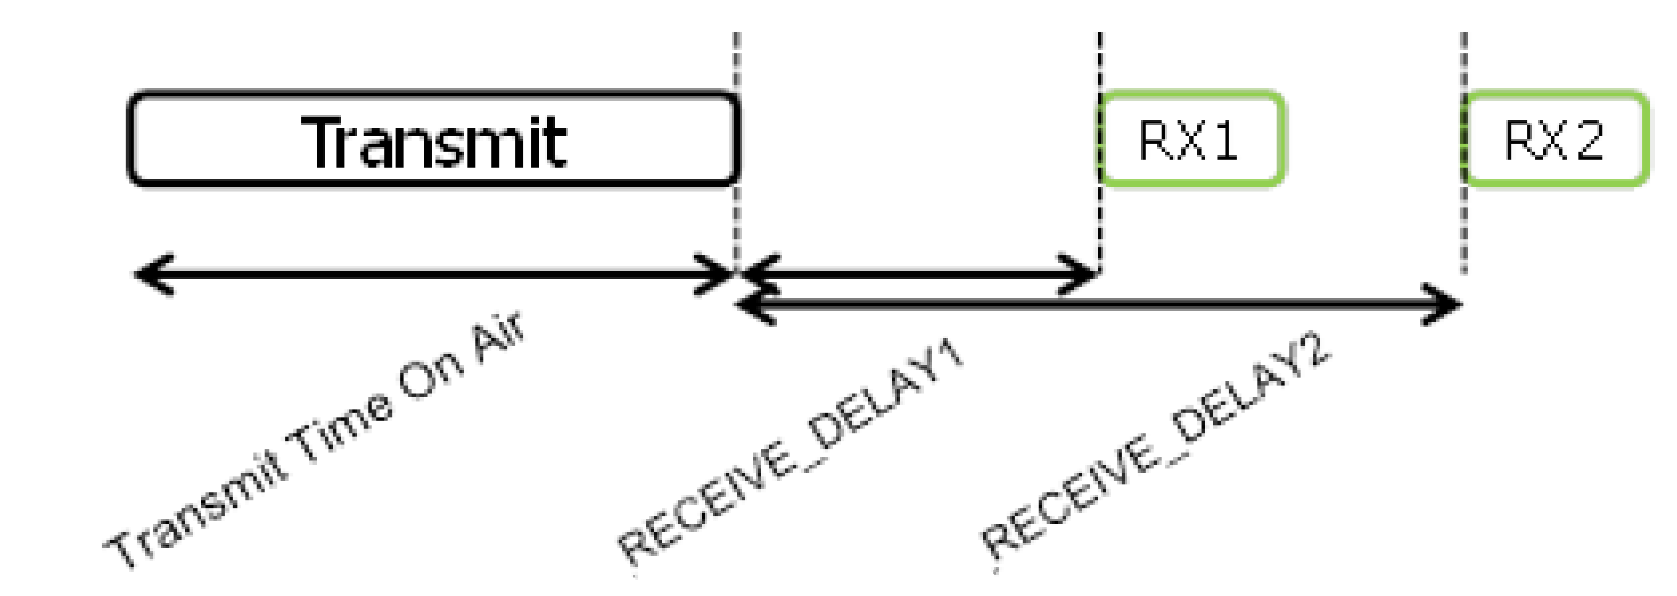 Transmit
RX1
RX2
Transmit Time On Air
RECEIVE_DELAY1
RECEIVE_DELAY2